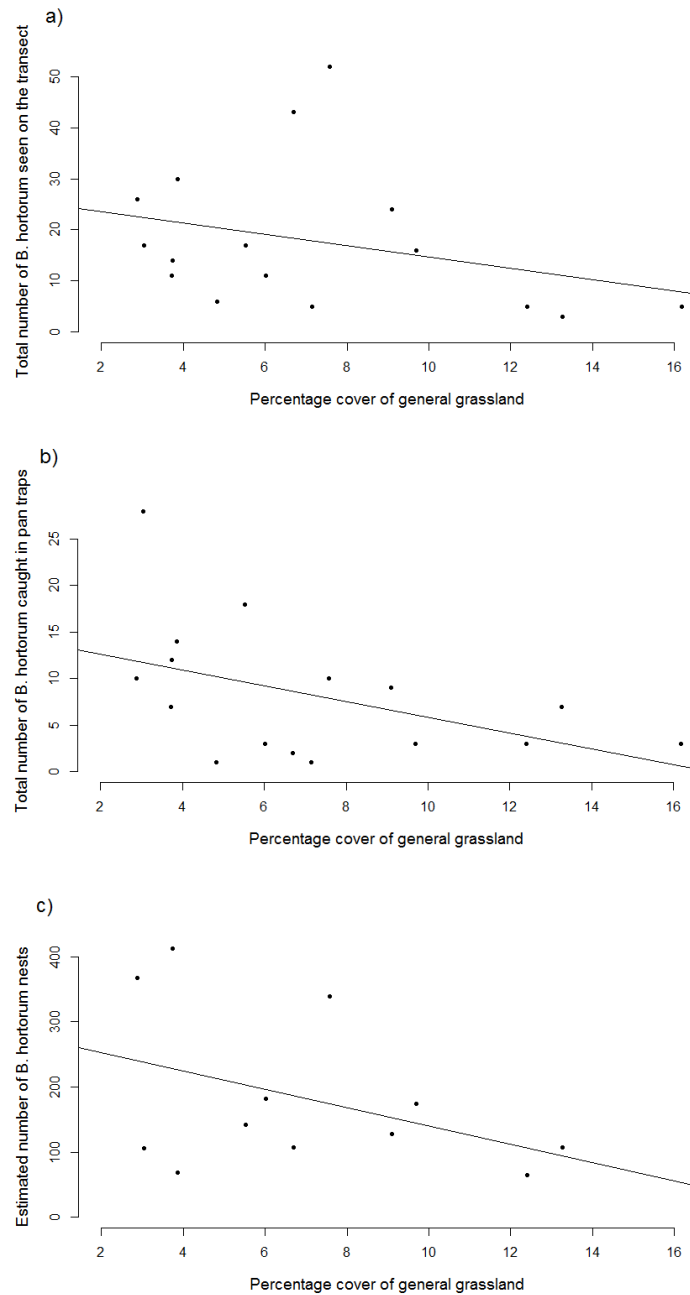 a)
Total number of B. hortorum seen on the transect
50
40
30
20
10
0
2 4 6 8 10 12 14 16
Percentage cover of general grassland
b)
Total number of B. hortorum caught in pan traps
25
20
15
10
5
0
2 4 6 8 10 12 14 16
Percentage cover of general grassland
c)
Estimated number of B. hortorum nests
400
300
200
100
0
2 4 6 8 10 12 14 16
Percentage cover of general grassland